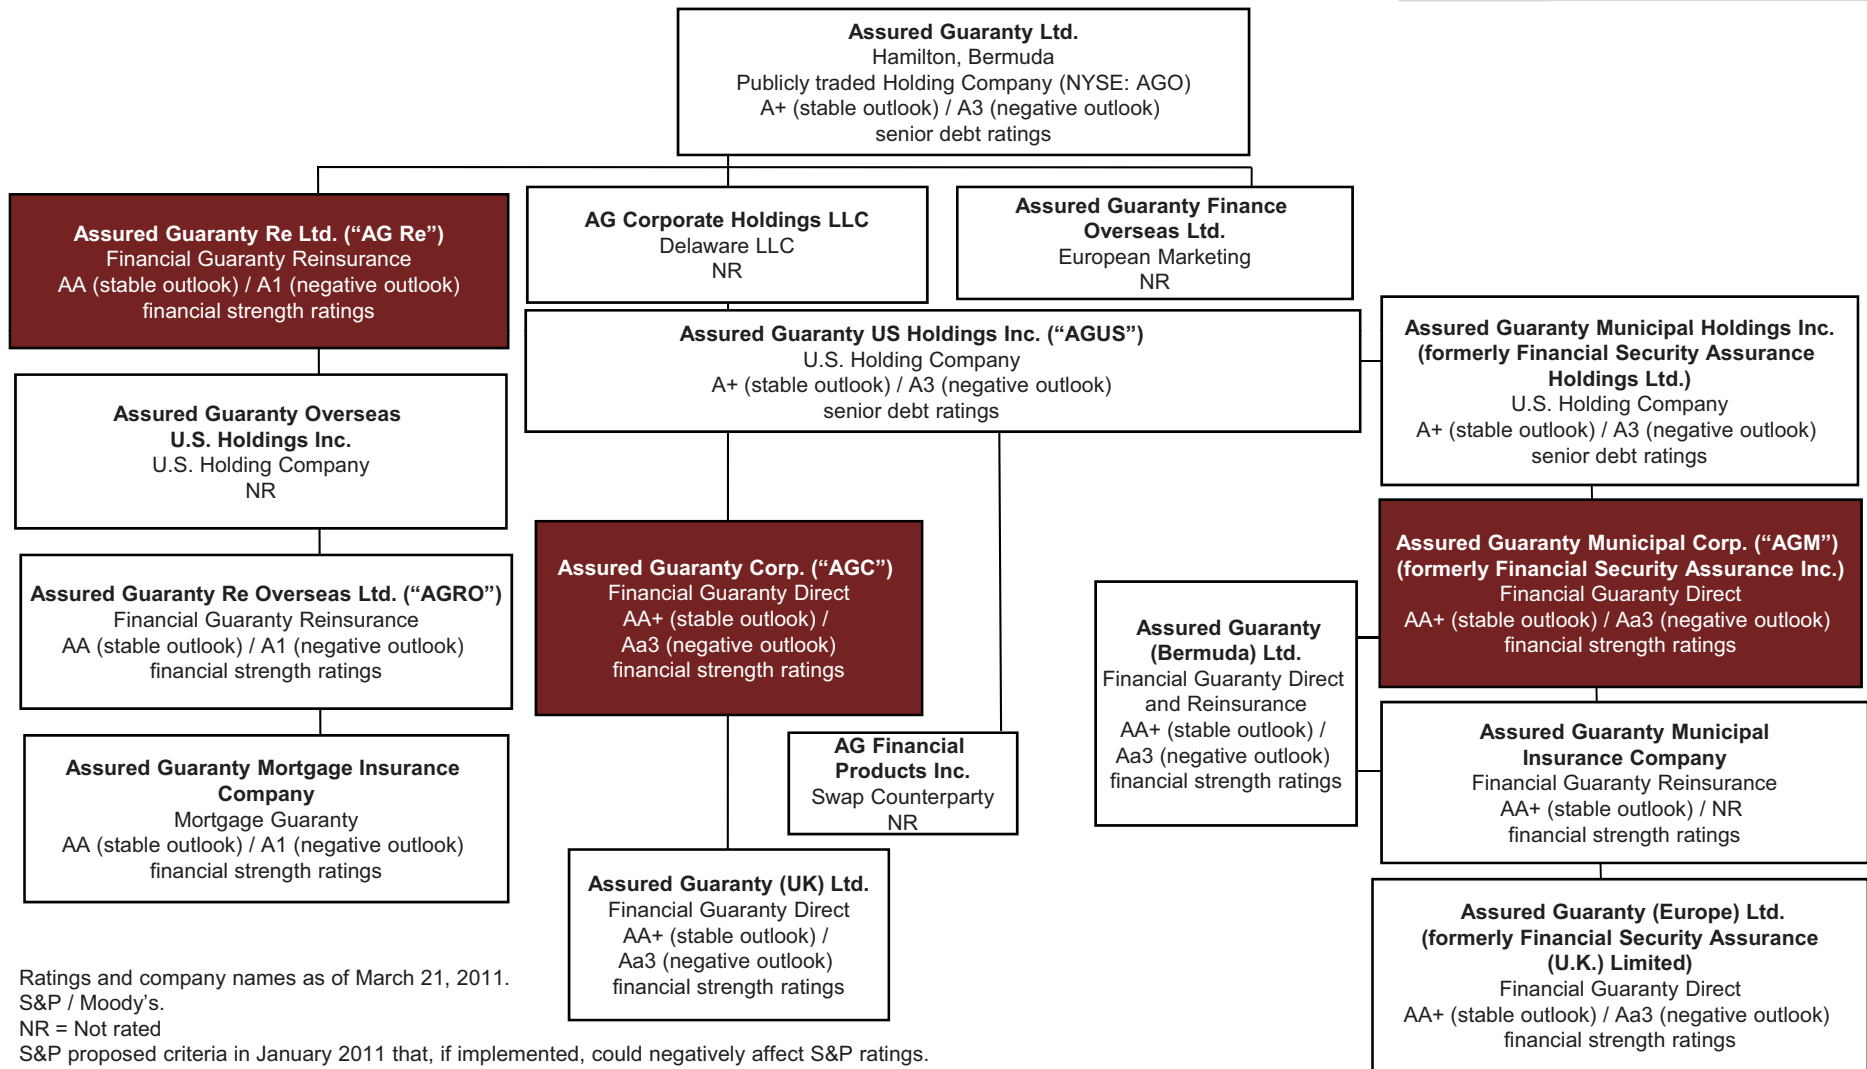 Assured Guaranty Ltd.
Hamilton, Bermuda
Publicly traded Holding Company (NYSE: AGO)
A+ (stable outlook) / A3 (negative outlook)
senior debt ratings
Assured Guaranty Re Ltd. (“AG Re”)
Financial Guaranty Reinsurance
AA (stable outlook) / A1 (negative outlook)
financial strength ratings
AG Corporate Holdings LLC
Delaware LLC
NR
Assured Guaranty Finance
Overseas Ltd.
European Marketing
NR
Assured Guaranty US Holdings Inc. (“AGUS”)
U.S. Holding Company
A+ (stable outlook) / A3 (negative outlook)
senior debt ratings
Assured Guaranty Municipal Holdings Inc.
(formerly Financial Security Assurance
Holdings Ltd.)
U.S. Holding Company
A+ (stable outlook) / A3 (negative outlook)
senior debt ratings
Assured Guaranty Overseas
U.S. Holdings Inc.
U.S. Holding Company
NR
Assured Guaranty Corp. (“AGC”)
Financial Guaranty Direct
AA+ (stable outlook) /
Aa3 (negative outlook)
financial strength ratings
Assured Guaranty Municipal Corp. (“AGM”)
(formerly Financial Security Assurance Inc.)
Financial Guaranty Direct
AA+ (stable outlook) / Aa3 (negative outlook)
financial strength ratings
Assured Guaranty Re Overseas Ltd. (“AGRO”)
Financial Guaranty Reinsurance
AA (stable outlook) / A1 (negative outlook)
financial strength ratings
Assured Guaranty
(Bermuda) Ltd.
Financial Guaranty Direct
and Reinsurance
AA+ (stable outlook) /
Aa3 (negative outlook)
financial strength ratings
Assured Guaranty Municipal
Insurance Company
Financial Guaranty Reinsurance
AA+ (stable outlook) / NR
financial strength ratings
Assured Guaranty Mortgage Insurance
Company
Mortgage Guaranty
AA (stable outlook) / A1 (negative outlook)
financial strength ratings
AG Financial
Products Inc.
Swap Counterparty
NR
Assured Guaranty (UK) Ltd.
Financial Guaranty Direct
AA+ (stable outlook) /
Aa3 (negative outlook)
financial strength ratings
Assured Guaranty (Europe) Ltd.
(formerly Financial Security Assurance
(U.K.) Limited)
Financial Guaranty Direct
AA+ (stable outlook) / Aa3 (negative outlook)
financial strength ratings
Ratings and company names as of March 21, 2011.
S&P / Moody’s.
NR = Not rated
S&P proposed criteria in January 2011 that, if implemented, could negatively affect S&P ratings.